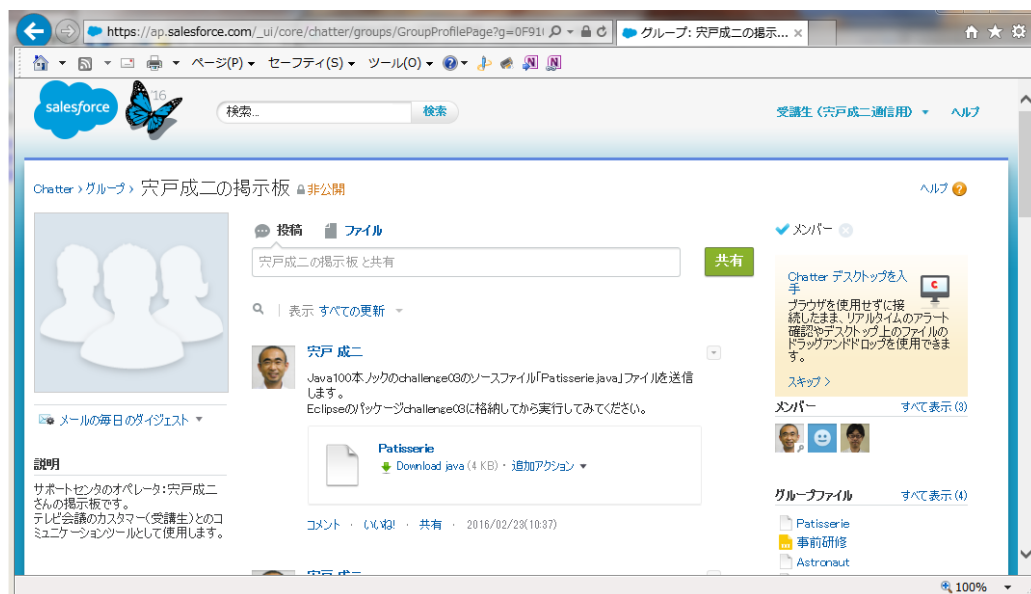 https://ap.salesforce.com/_ui/core/chatter/groups/GroupProfilePage?g=0F91
グループ: 宍戸成二の掲示... ×
ページ(P) セーフティ(S) ツール(O)
salesforce
'16
検索...
検索
受講生（宍戸成二通信用）
ヘルプ
Chatter › グループ › 宍戸成二の掲示板 非公開
ヘルプ
投稿 ファイル
メンバー
宍戸成二の掲示板 と共有
共有
表示 すべての更新
Chatter デスクトップを入
手
ブラウザを使用せずに接
続したまま、リアルタイムのアラート
確認やデスクトップ上のファイルの
ドラッグアンドドロップを使用できま
す。
スキップ >
宍戸 成二
Java100本ノックのchallenge03のソースファイル「Patisserie.java」ファイルを送信
します。
Eclipseのパッケージchallenge03に格納してから実行してみてください。
Patisserie
Download java (4 KB) · 追加アクション
コメント · いいね! · 共有 · 2016/02/23(10:37)
宍戸 成二
メールの毎日のダイジェスト
説明
サポートセンタのオペレータ:宍戸成二
さんの掲示板です。
テレビ会議のカスタマー(受講生)とのコ
ミュニケーションツールとして使用します。
メンバー すべて表示 (3)
グループファイル すべて表示 (4)
Patisserie
事前研修
Astronaut
100%